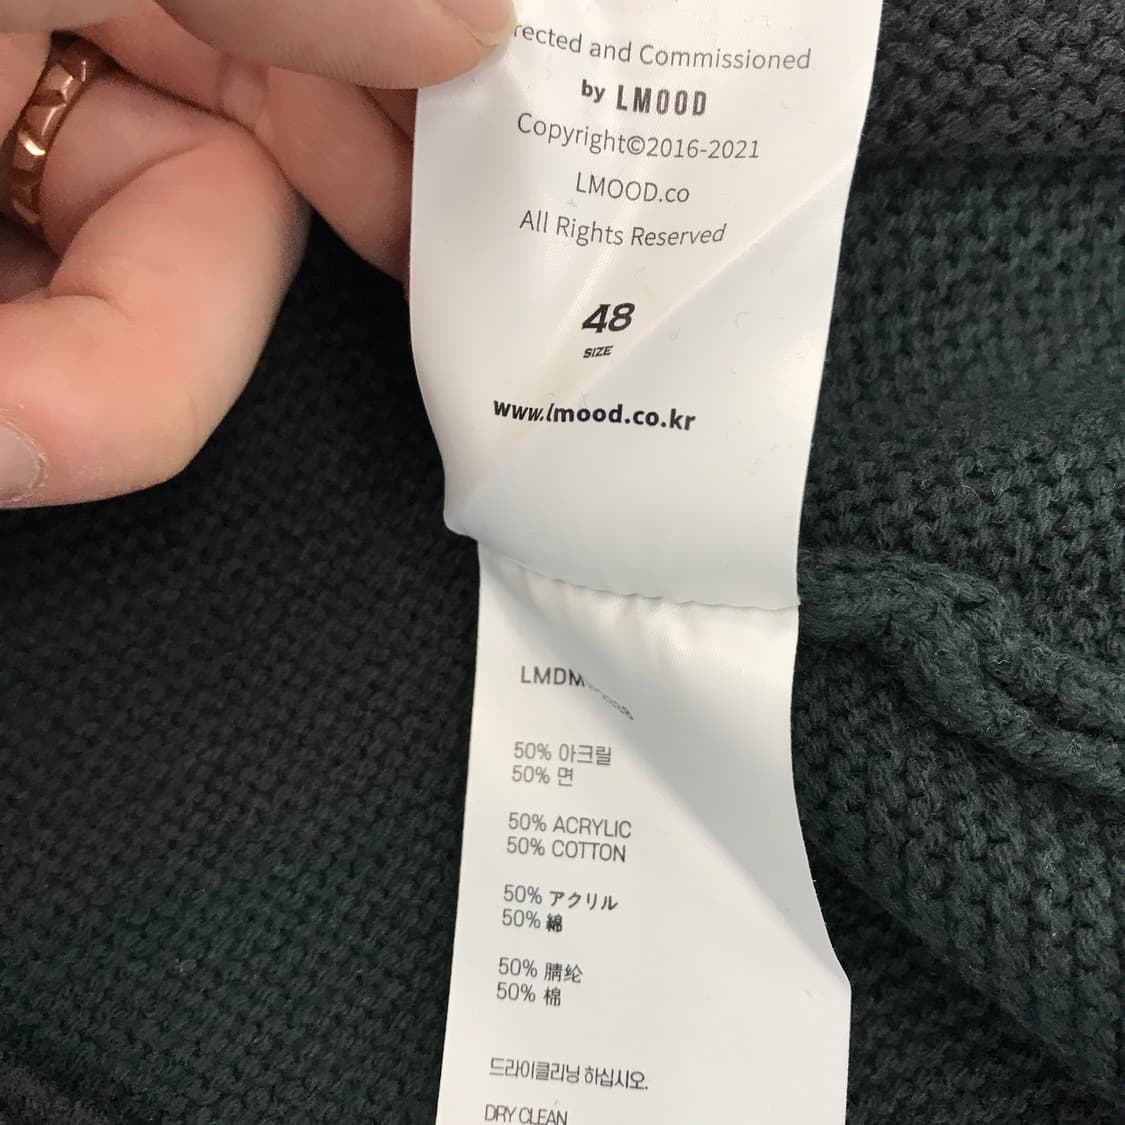 and Commissioned
by LMOOD
Copyright©2016-2021
LMOOD.co
All Rights Reserved
48
SIZE
www.lmood.co.kr
50% 아크릴
50% 면
50% ACRYLIC
50% COTTON
50% アクリル
50% 綿
50% 腈纶
50% 棉
드라이클리닝 하십시오.
DRY CLEAN